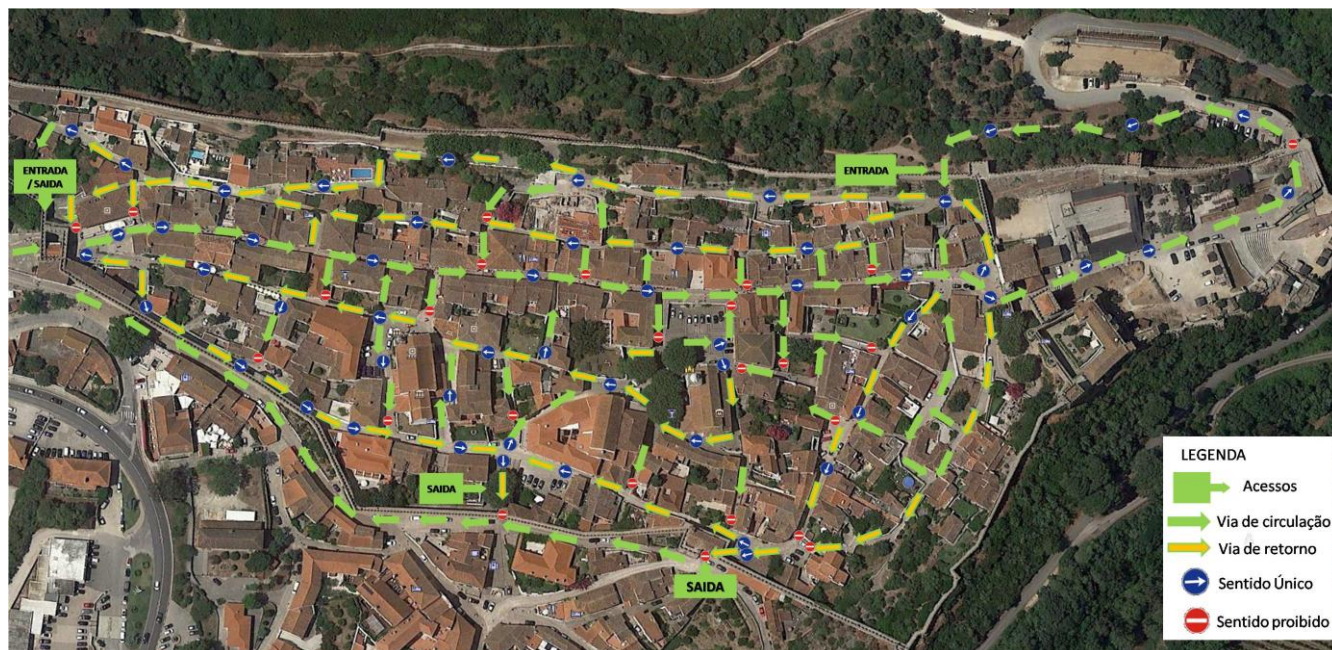 ENTRADA
/ SAIDA
ENTRADA
SAIDA
SAIDA
LEGENDA
Acessos
Via de circulação
Via de retorno
Sentido Único
Sentido proibido